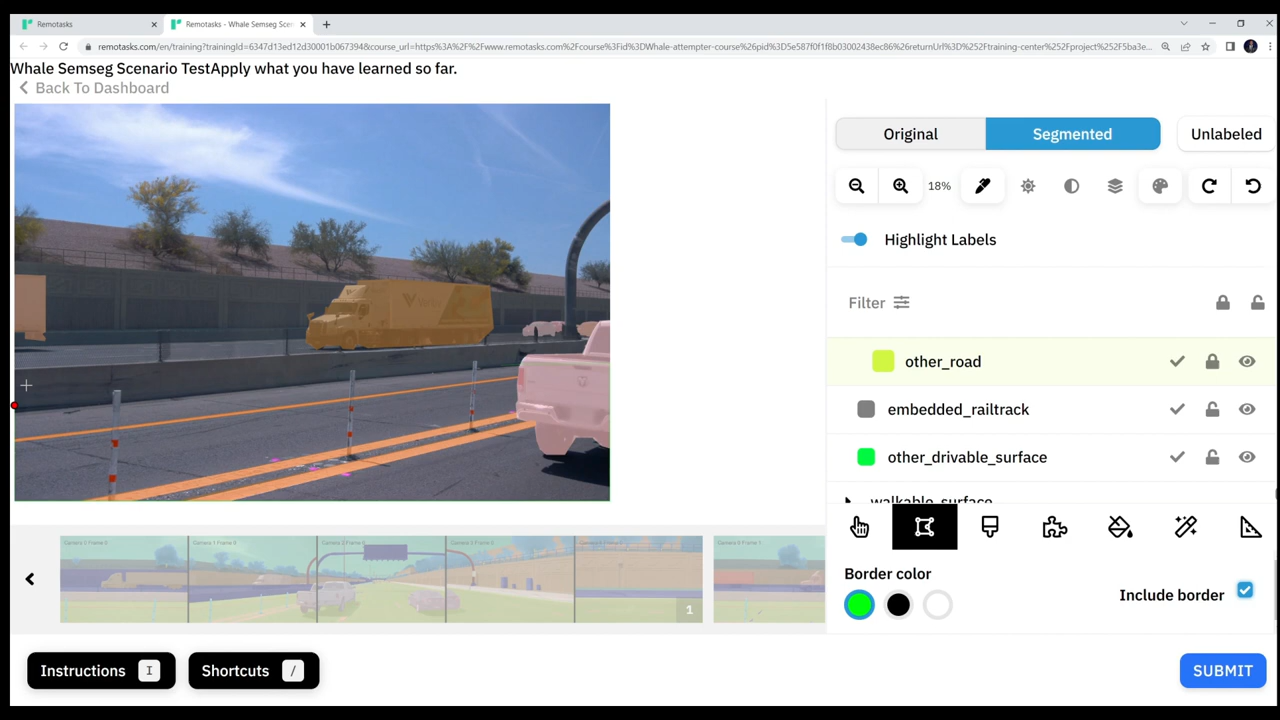 Remotasks
Remotasks - Whale Semseg Scen
remotasks.com/en/training?trainingId=6347d13ed12d30001b067394&course_url=https%3A%2F%2Fwww.remotasks.com%2Fcourse%3Fid%3DWhale-attempter-course%26pid%3D5e587f0f1f8b03002438ec86%26returnUrl%3D%252Ftraining-center%252Fproject%252F5ba3e...
Whale Semseg Scenario TestApply what you have learned so far.
Back To Dashboard
Original
Segmented
Unlabeled
18%
Highlight Labels
Filter
other_road
embedded_railtrack
other_drivable_surface
walkable_surface
Border color
Include border
1
Instructions I
Shortcuts /
SUBMIT